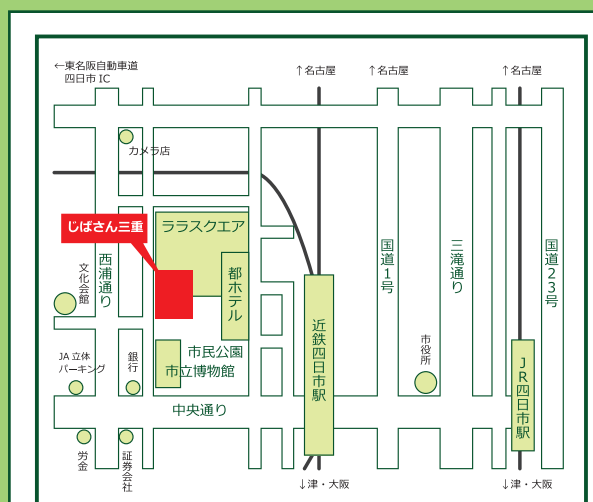 ←東名阪自動車道
四日市 IC
↑名古屋
↑名古屋
↑名古屋
カメラ店
じばさん三重
ララスクエア
西浦通り
文化会館
都ホテル
国道1号
三滝通り
国道23号
近鉄四日市駅
市役所
JR四日市駅
市民公園
市立博物館
JA 立体
パーキング
銀行
中央通り
労金
証券会社
↓津・大阪
↓津・大阪